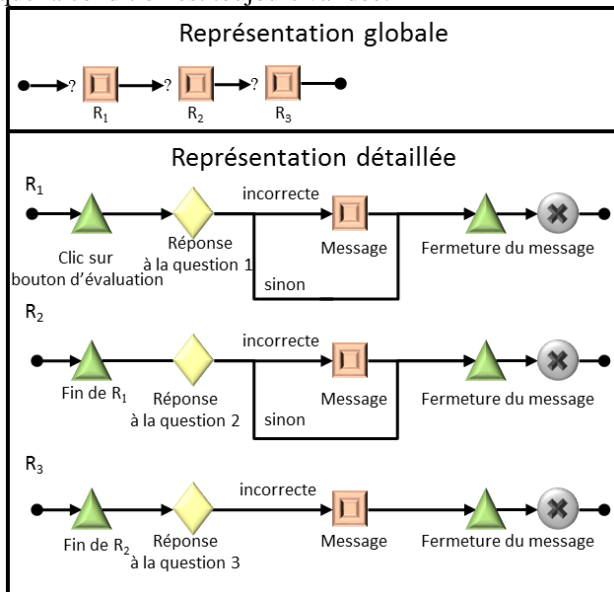 Représentation globale
? ? ?
R1 R2 R3
Représentation détaillée
R1
incorrecte
Clic sur
bouton d'évaluation
Réponse
à la question 1
Message
Fermeture du message
sinon
R2
incorrecte
Fin de R1
Réponse
à la question 2
Message
Fermeture du message
sinon
R3
incorrecte
Fin de R2
Réponse
à la question 3
Message
Fermeture du message